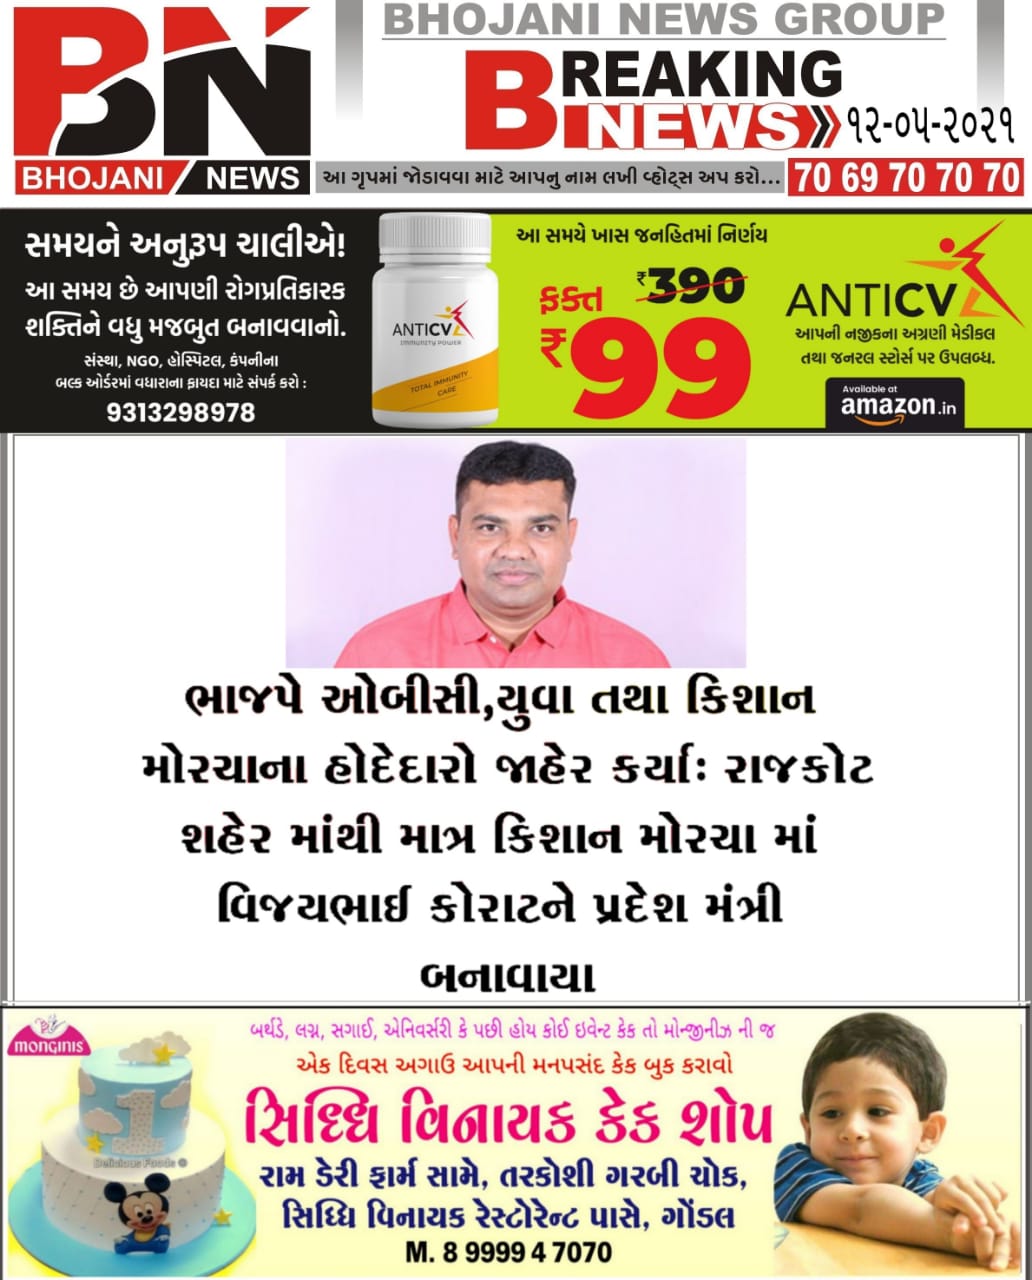 BHOJANI NEWS GROUP
BN
BREAKING
NEWS
૧૨-૦૫-૨૦૨૧
BHOJANI NEWS
આ ગૃપમાં જોડાવવા માટે આપનુ નામ લખી વ્હોટ્સ અપ કરો...
70 69 70 70 70
સમયને અનુરૂપ ચાલીએ!
આ સમય છે આપણી રોગપ્રતિકારક
શક્તિને વધુ મજબુત બનાવવાનો.
સંસ્થા, NGO, હોસ્પિટલ, કંપનીના
બલ્ક ઓર્ડરમાં વધારાના ફાયદા માટે સંપર્ક કરો :
9313298978
ANTICV
IMMUNITY POWER
TOTAL IMMUNITY
CARE
આ સમયે ખાસ જનહિતમાં નિર્ણય
ફક્ત ₹390
₹99
ANTICV
આપની નજીકના અગ્રણી મેડીકલ
તથા જનરલ સ્ટોર્સ પર ઉપલબ્ધ.
Available at
amazon.in
ભાજપે ઓબીસી,યુવા તથા કિશાન
મોરચાના હોદેદારો જાહેર કર્યાઃ રાજકોટ
શહેર માંથી માત્ર કિશાન મોરચા માં
વિજયભાઈ કોરાટને પ્રદેશ મંત્રી
બનાવાયા
monginis
1
Delicious Foods ©
બર્થડે, લગ્ન, સગાઈ, એનિવર્સરી કે પછી હોય કોઈ ઇવેન્ટ કેક તો મોન્જીનીઝ ની જ
એક દિવસ અગાઉ આપની મનપસંદ કેક બુક કરાવો
સિધ્ધિ વિનાયક કેક શોપ
રામ ડેરી ફાર્મ સામે, તરકોશી ગરબી ચોક,
સિધ્ધિ વિનાયક રેસ્ટોરેન્ટ પાસે, ગોંડલ
M. 8 9999 4 7070